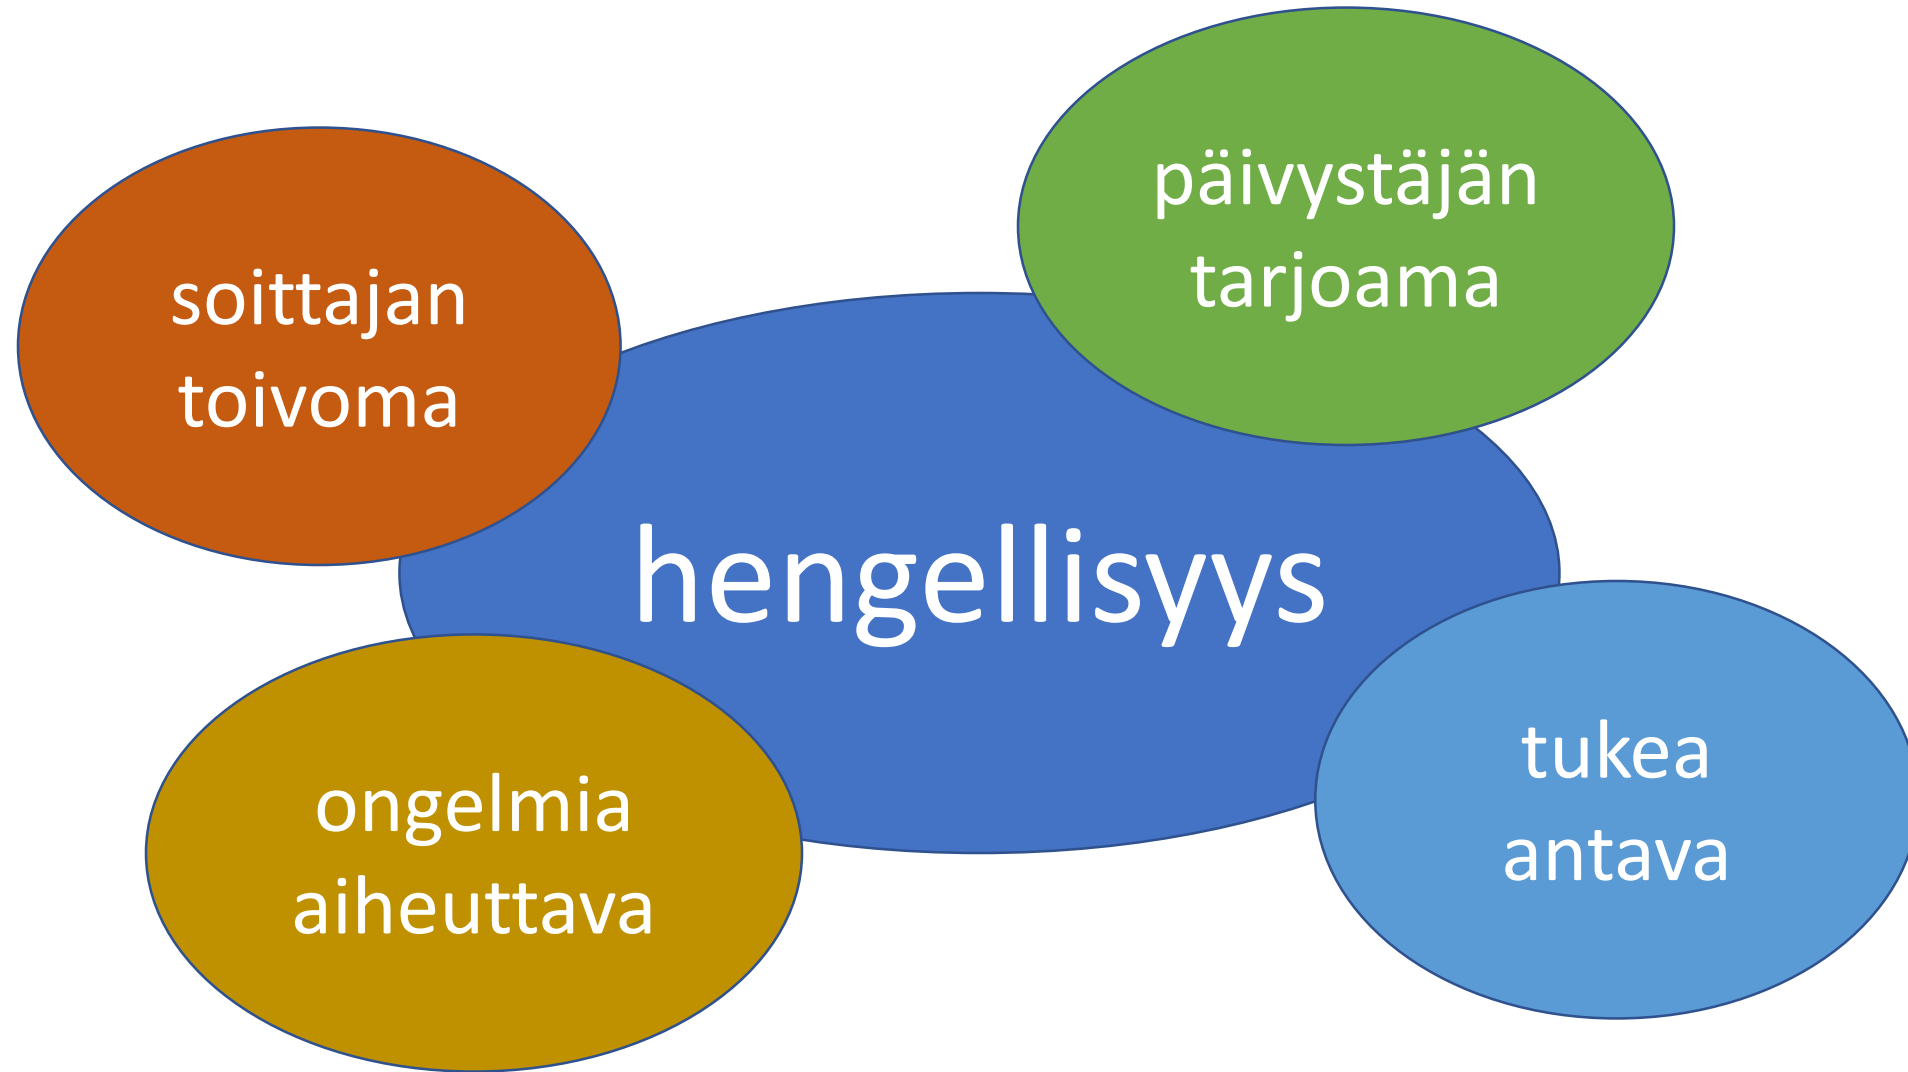 päivystäjän
tarjoama
soittajan
toivoma
hengellisyys
tukea
antava
ongelmia
aiheuttava